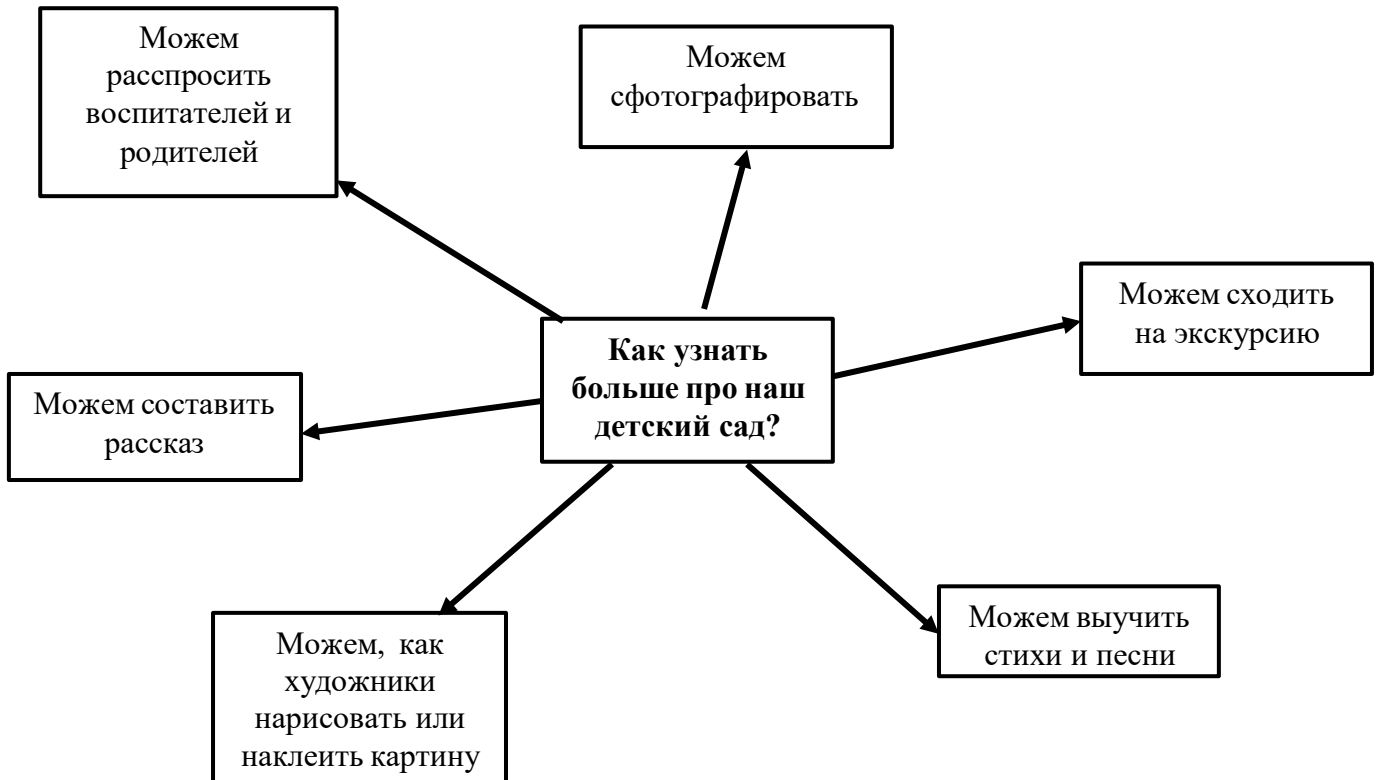 Можем
расспросить
воспитателей и
родителей
Можем
сфотографировать
Можем сходить
на экскурсию
Как узнать
больше про наш
детский сад?
Можем составить
рассказ
Можем выучить
стихи и песни
Можем, как
художники
нарисовать или
наклеить картину